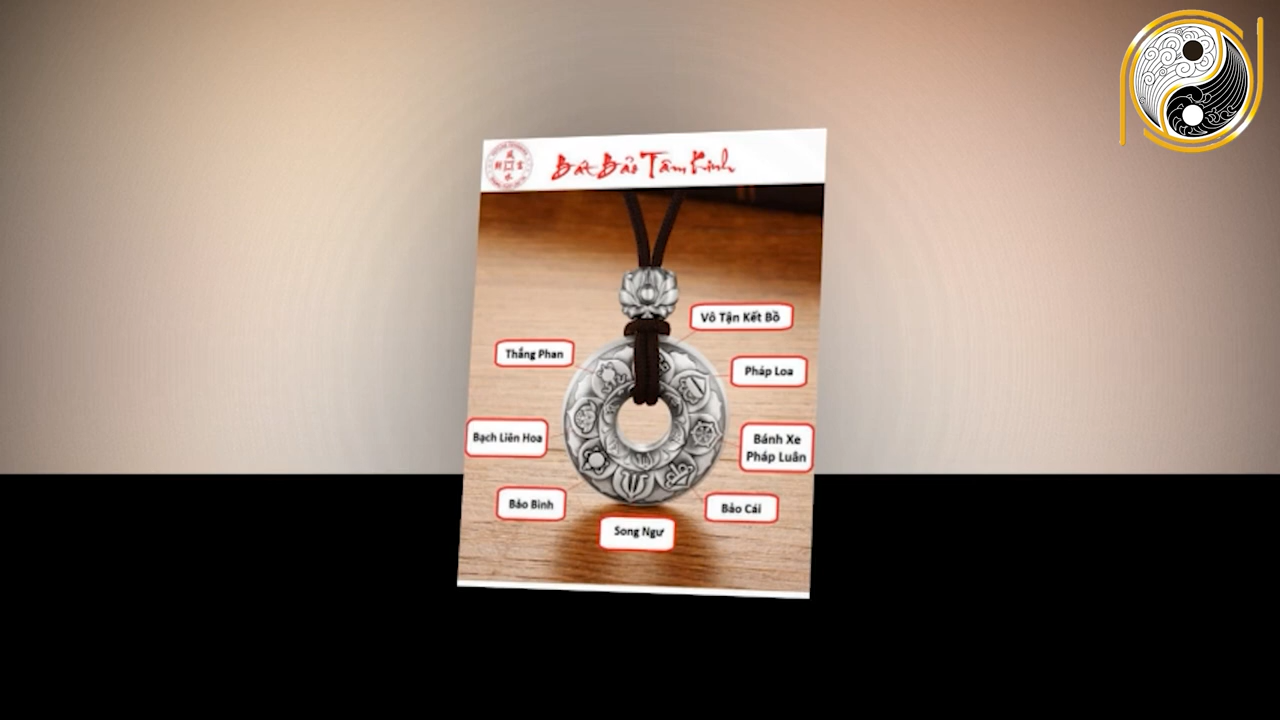 Bát Bảo Tâm Kinh
Vô Tận Kết Bồ
Thắng Phan
Pháp Loa
Bạch Liên Hoa
Bánh Xe
Pháp Luân
Bảo Bình
Bảo Cái
Song Ngư